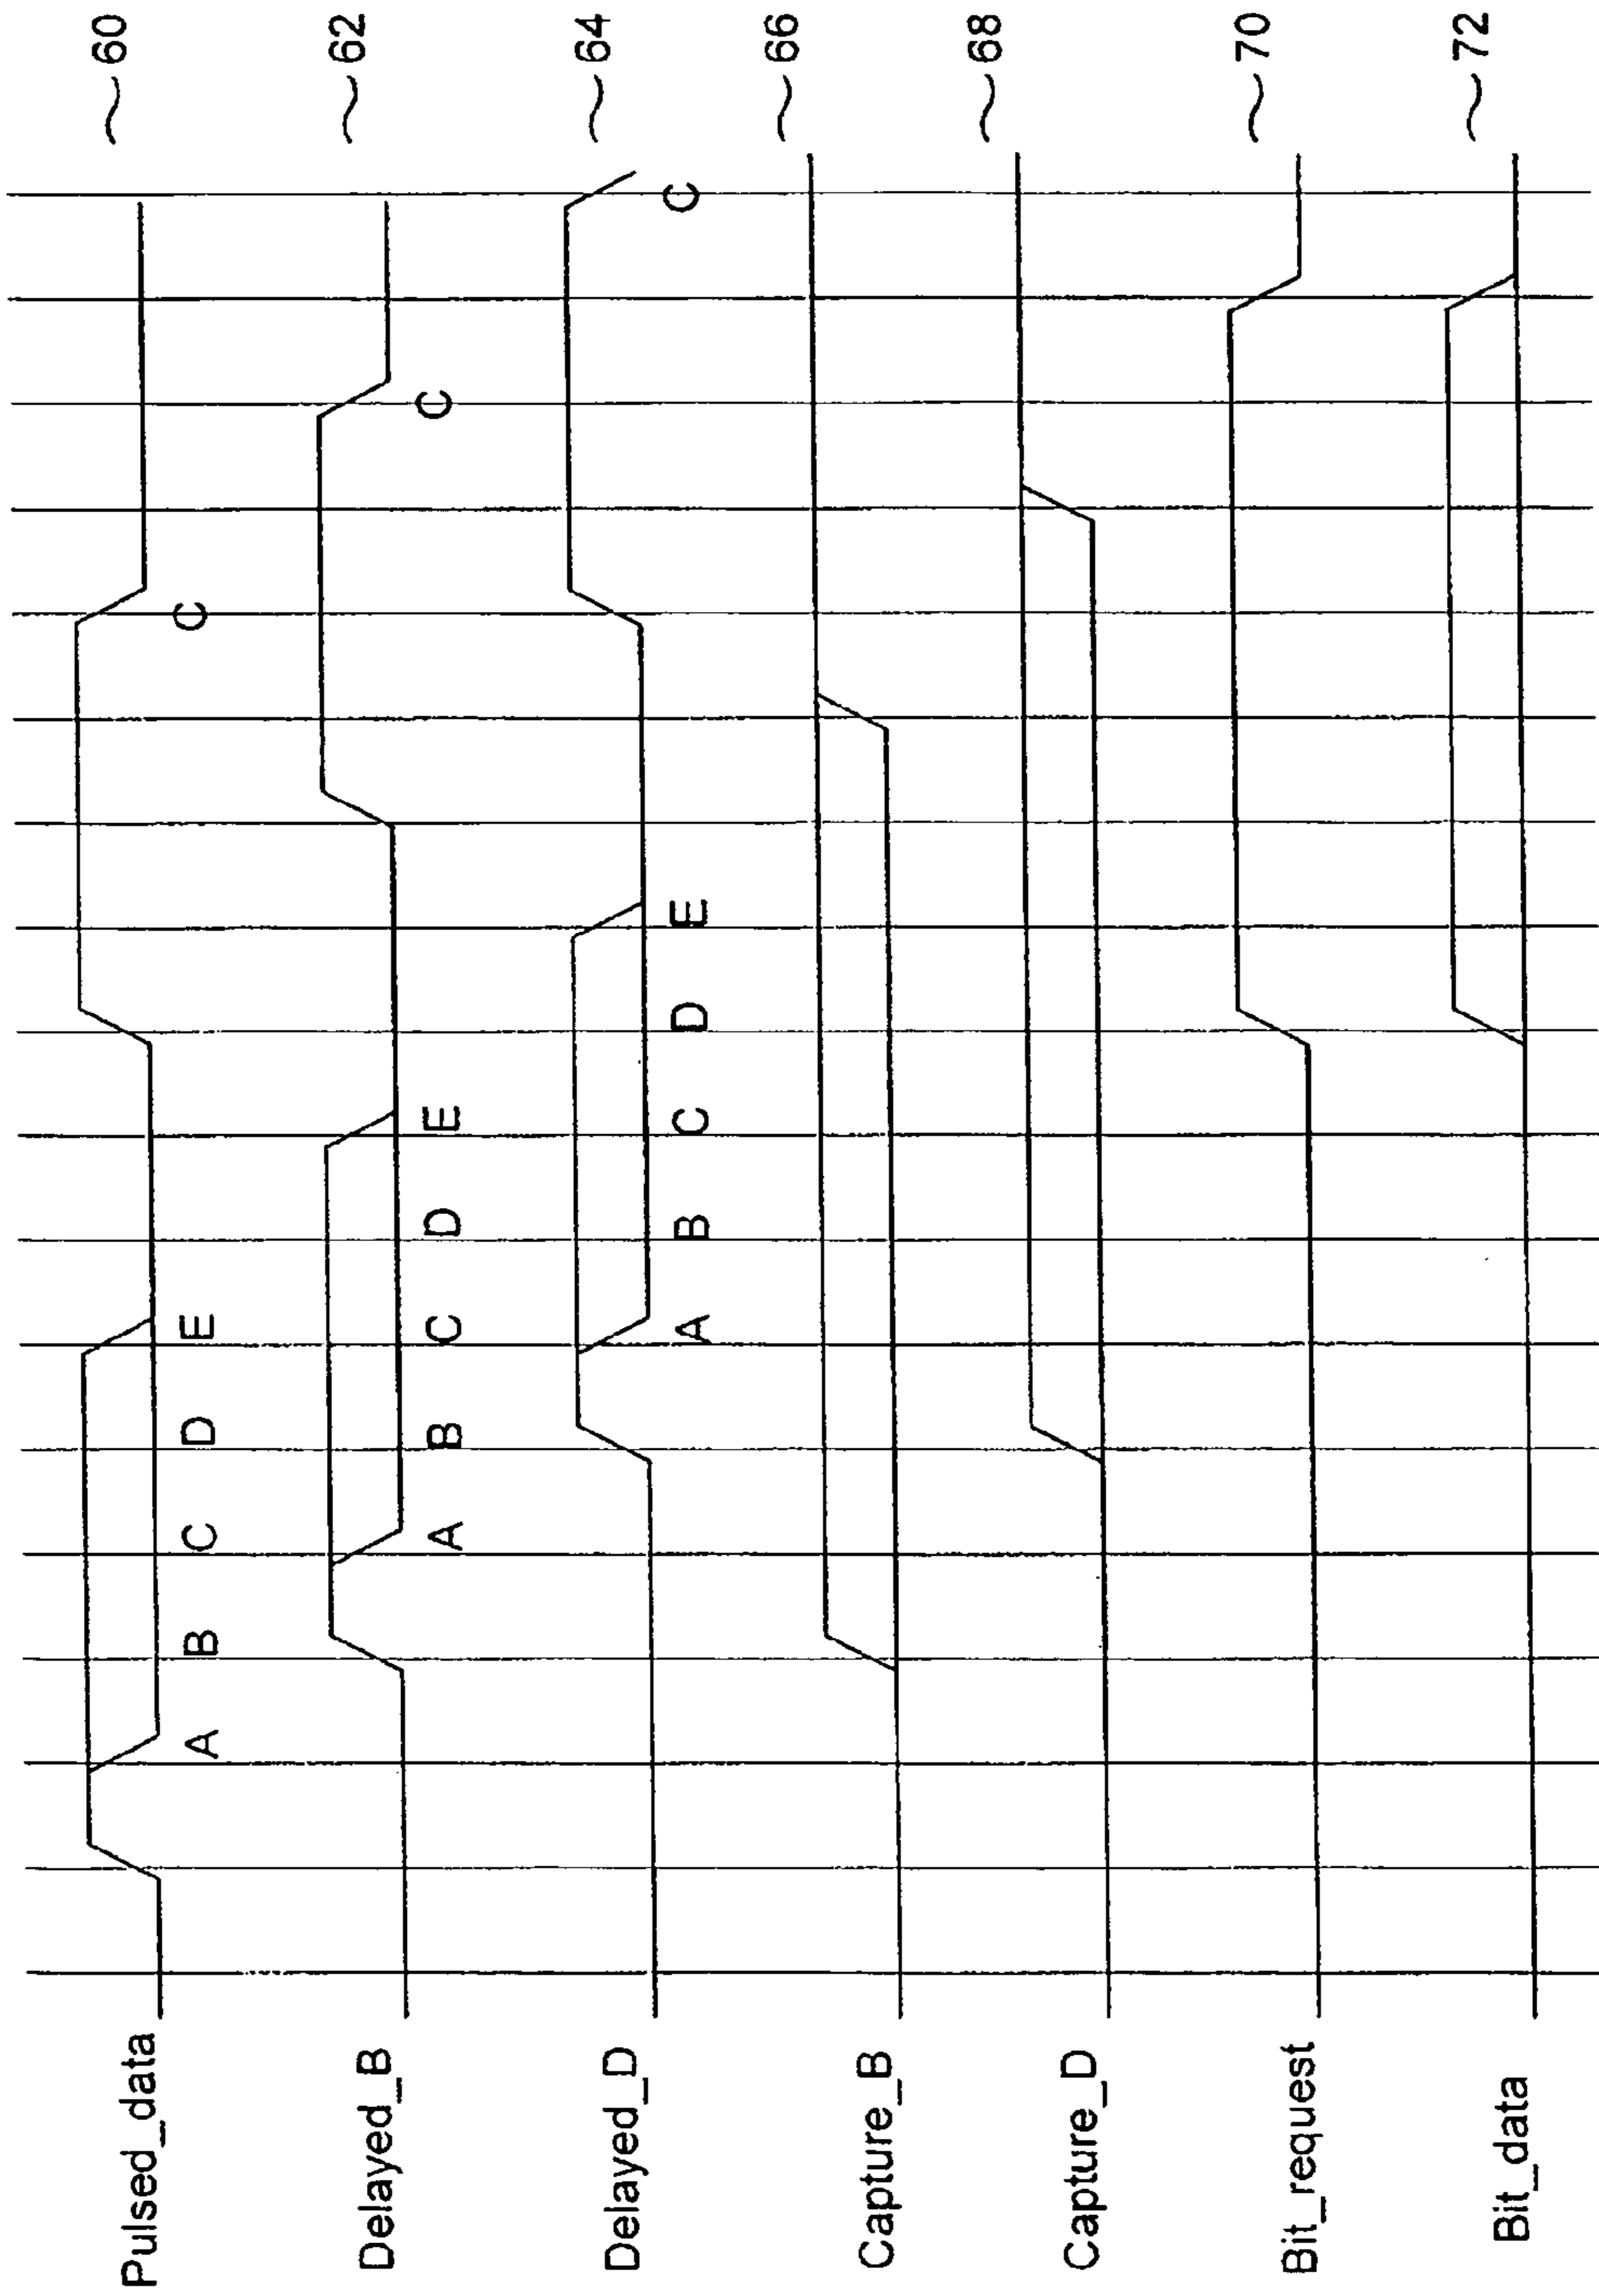 Pulsed_data A B C D E C ~60
Delayed_B A B C D E C ~62
Delayed_D A B C D E C ~64
Capture_B ~66
Capture_D ~68
Bit_request ~70
Bit_data ~72